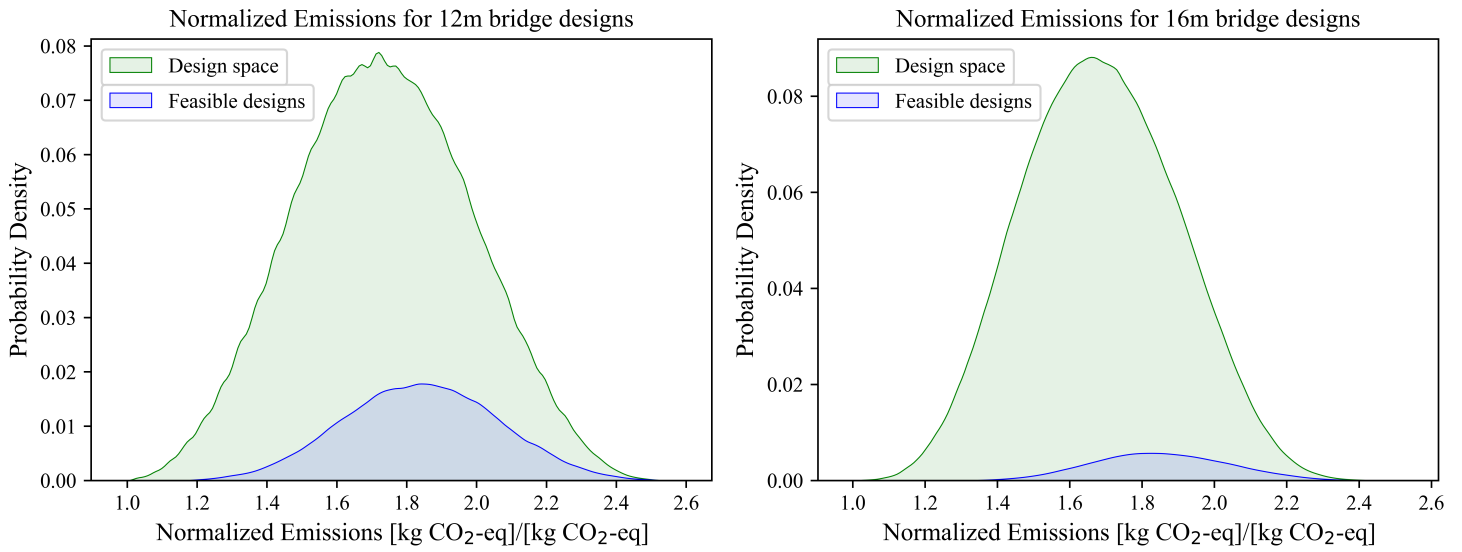 Normalized Emissions for 12m bridge designs
Design space
Feasible designs
Probability Density
0.08
0.07
0.06
0.05
0.04
0.03
0.02
0.01
0.00
1.0 1.2 1.4 1.6 1.8 2.0 2.2 2.4 2.6
Normalized Emissions [kg CO₂-eq]/[kg CO₂-eq]
Normalized Emissions for 16m bridge designs
Design space
Feasible designs
Probability Density
0.08
0.06
0.04
0.02
0.00
1.0 1.2 1.4 1.6 1.8 2.0 2.2 2.4 2.6
Normalized Emissions [kg CO₂-eq]/[kg CO₂-eq]